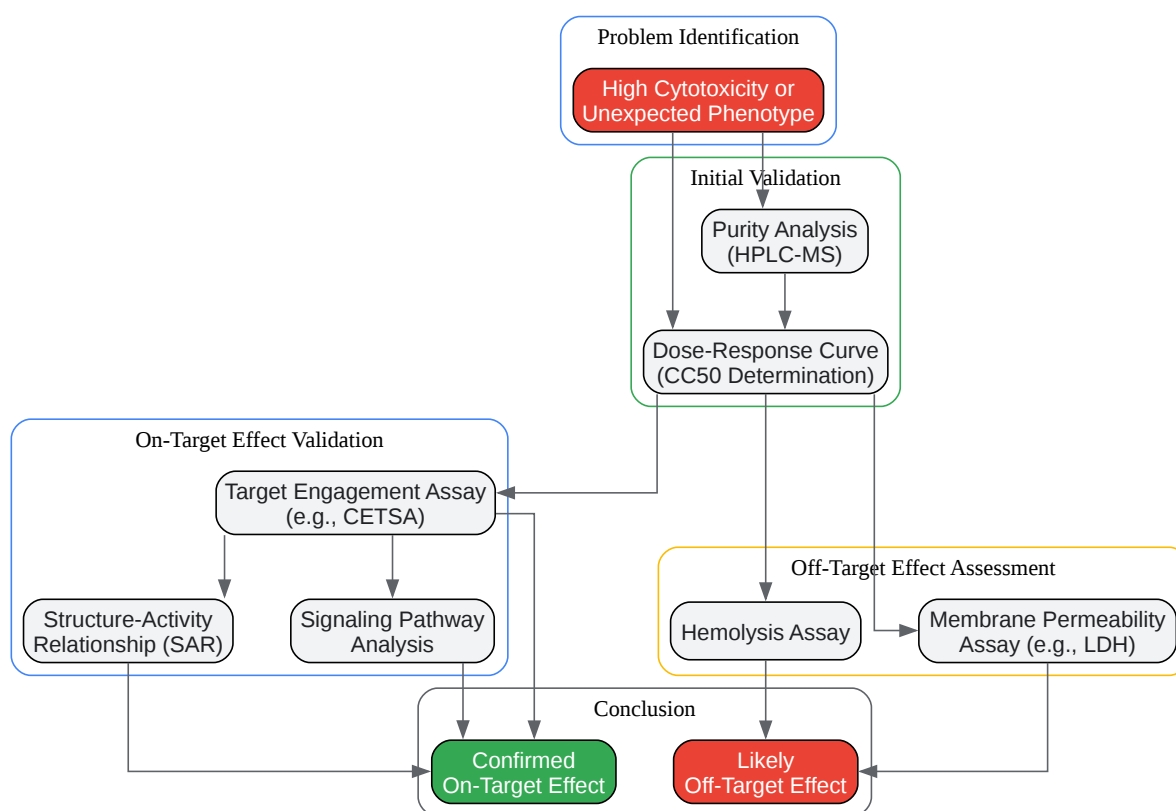 Problem Identification
High Cytotoxicity or
Unexpected Phenotype
Initial Validation
Purity Analysis
(HPLC-MS)
Dose-Response Curve
(CC50 Determination)
On-Target Effect Validation
Target Engagement Assay
(e.g., CETSA)
Structure-Activity
Relationship (SAR)
Signaling Pathway
Analysis
Off-Target Effect Assessment
Hemolysis Assay
Membrane Permeability
Assay (e.g., LDH)
Conclusion
Confirmed
On-Target Effect
Likely
Off-Target Effect